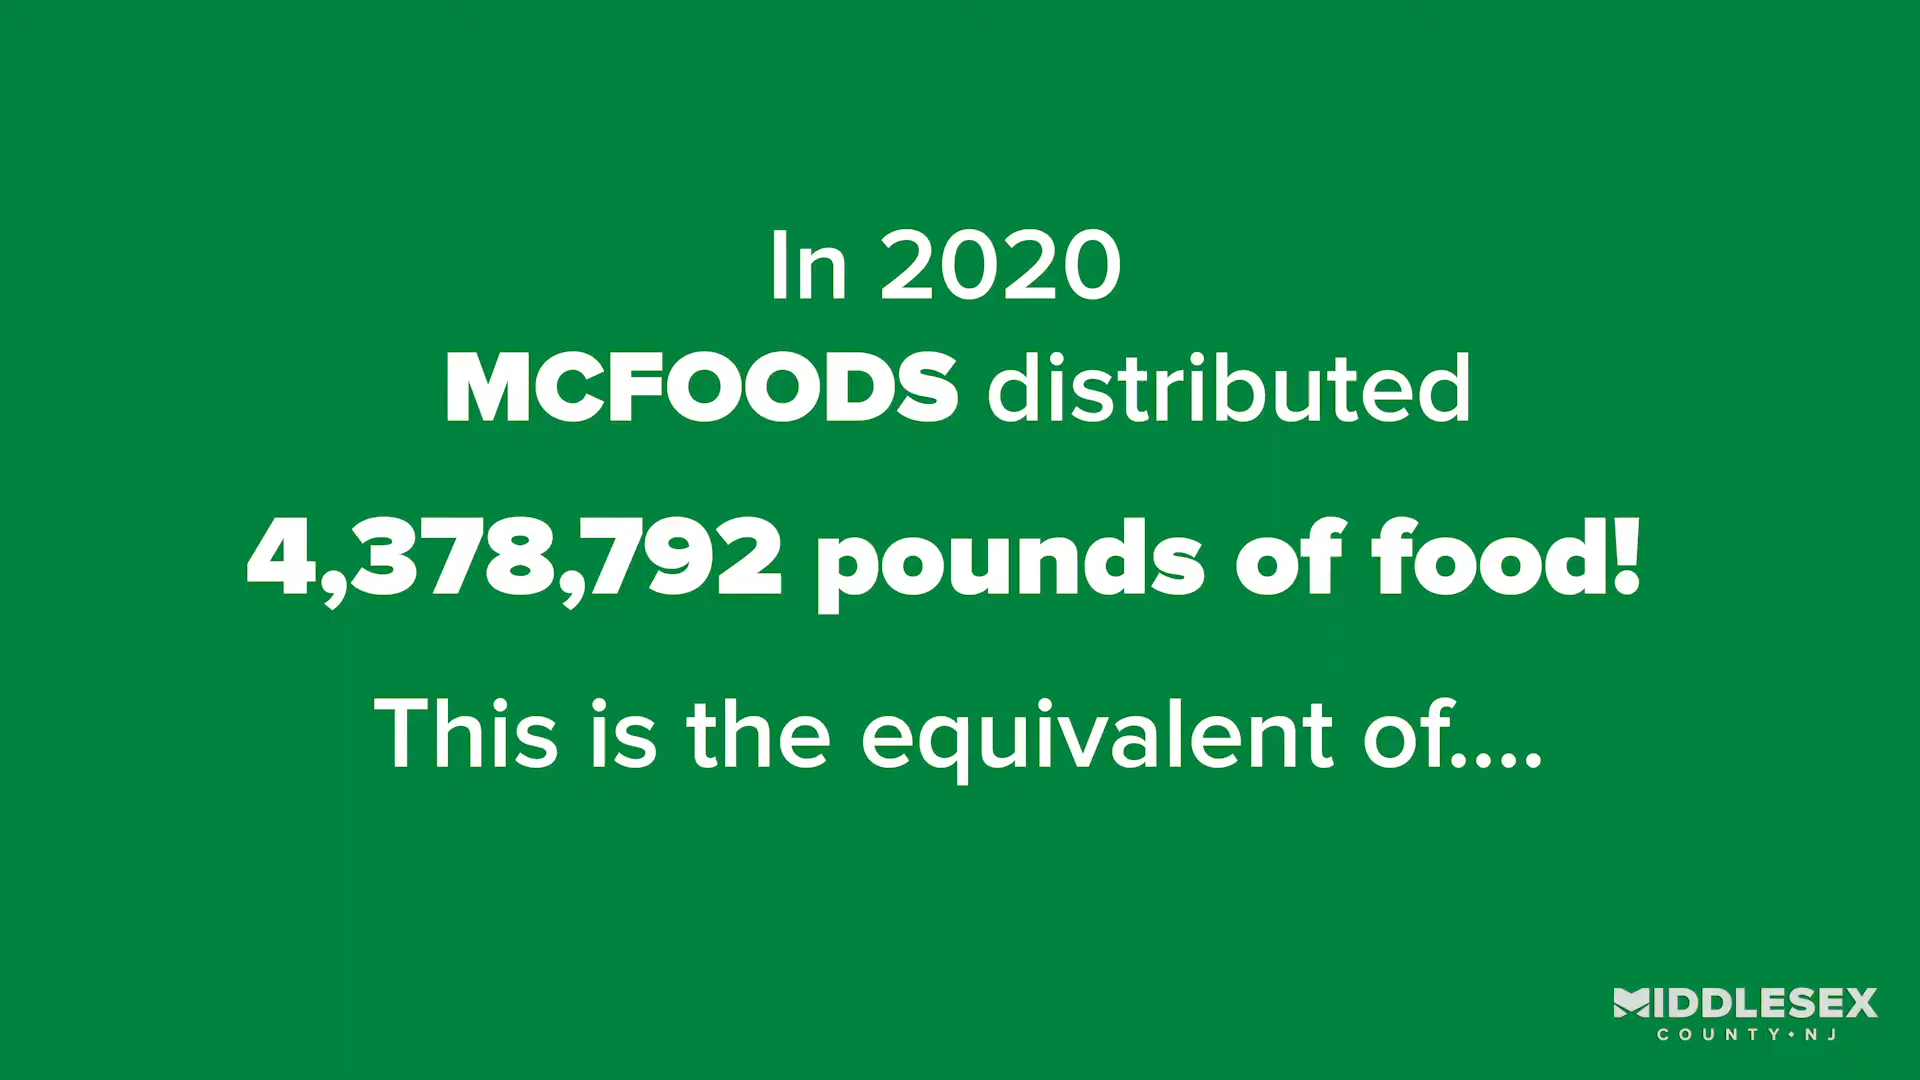 In 2020
MCFOODS distributed
4,378,792 pounds of food!
This is the equivalent of....
MIDDLESEX
COUNTY•NJ